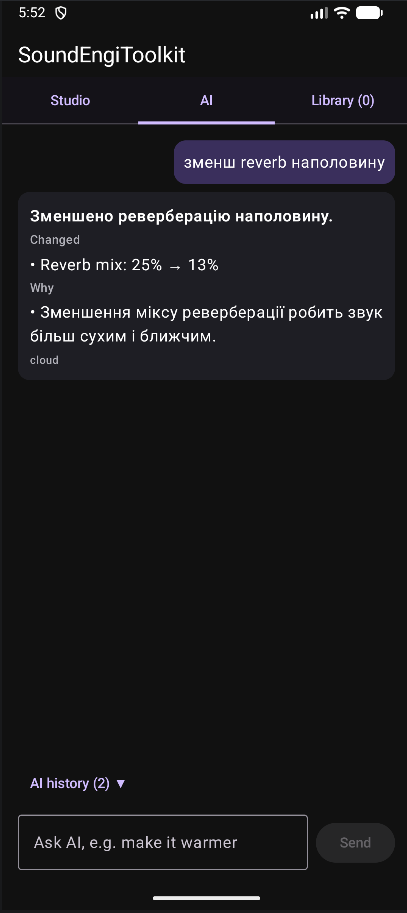 5:52
SoundEngiToolkit
Studio AI Library (0)
зменш reverb наполовину
Зменшено реверберацію наполовину.
Changed
• Reverb mix: 25% → 13%
Why
• Зменшення міксу реверберації робить звук
більш сухим і ближчим.
cloud
AI history (2) ▼
Ask AI, e.g. make it warmer Send